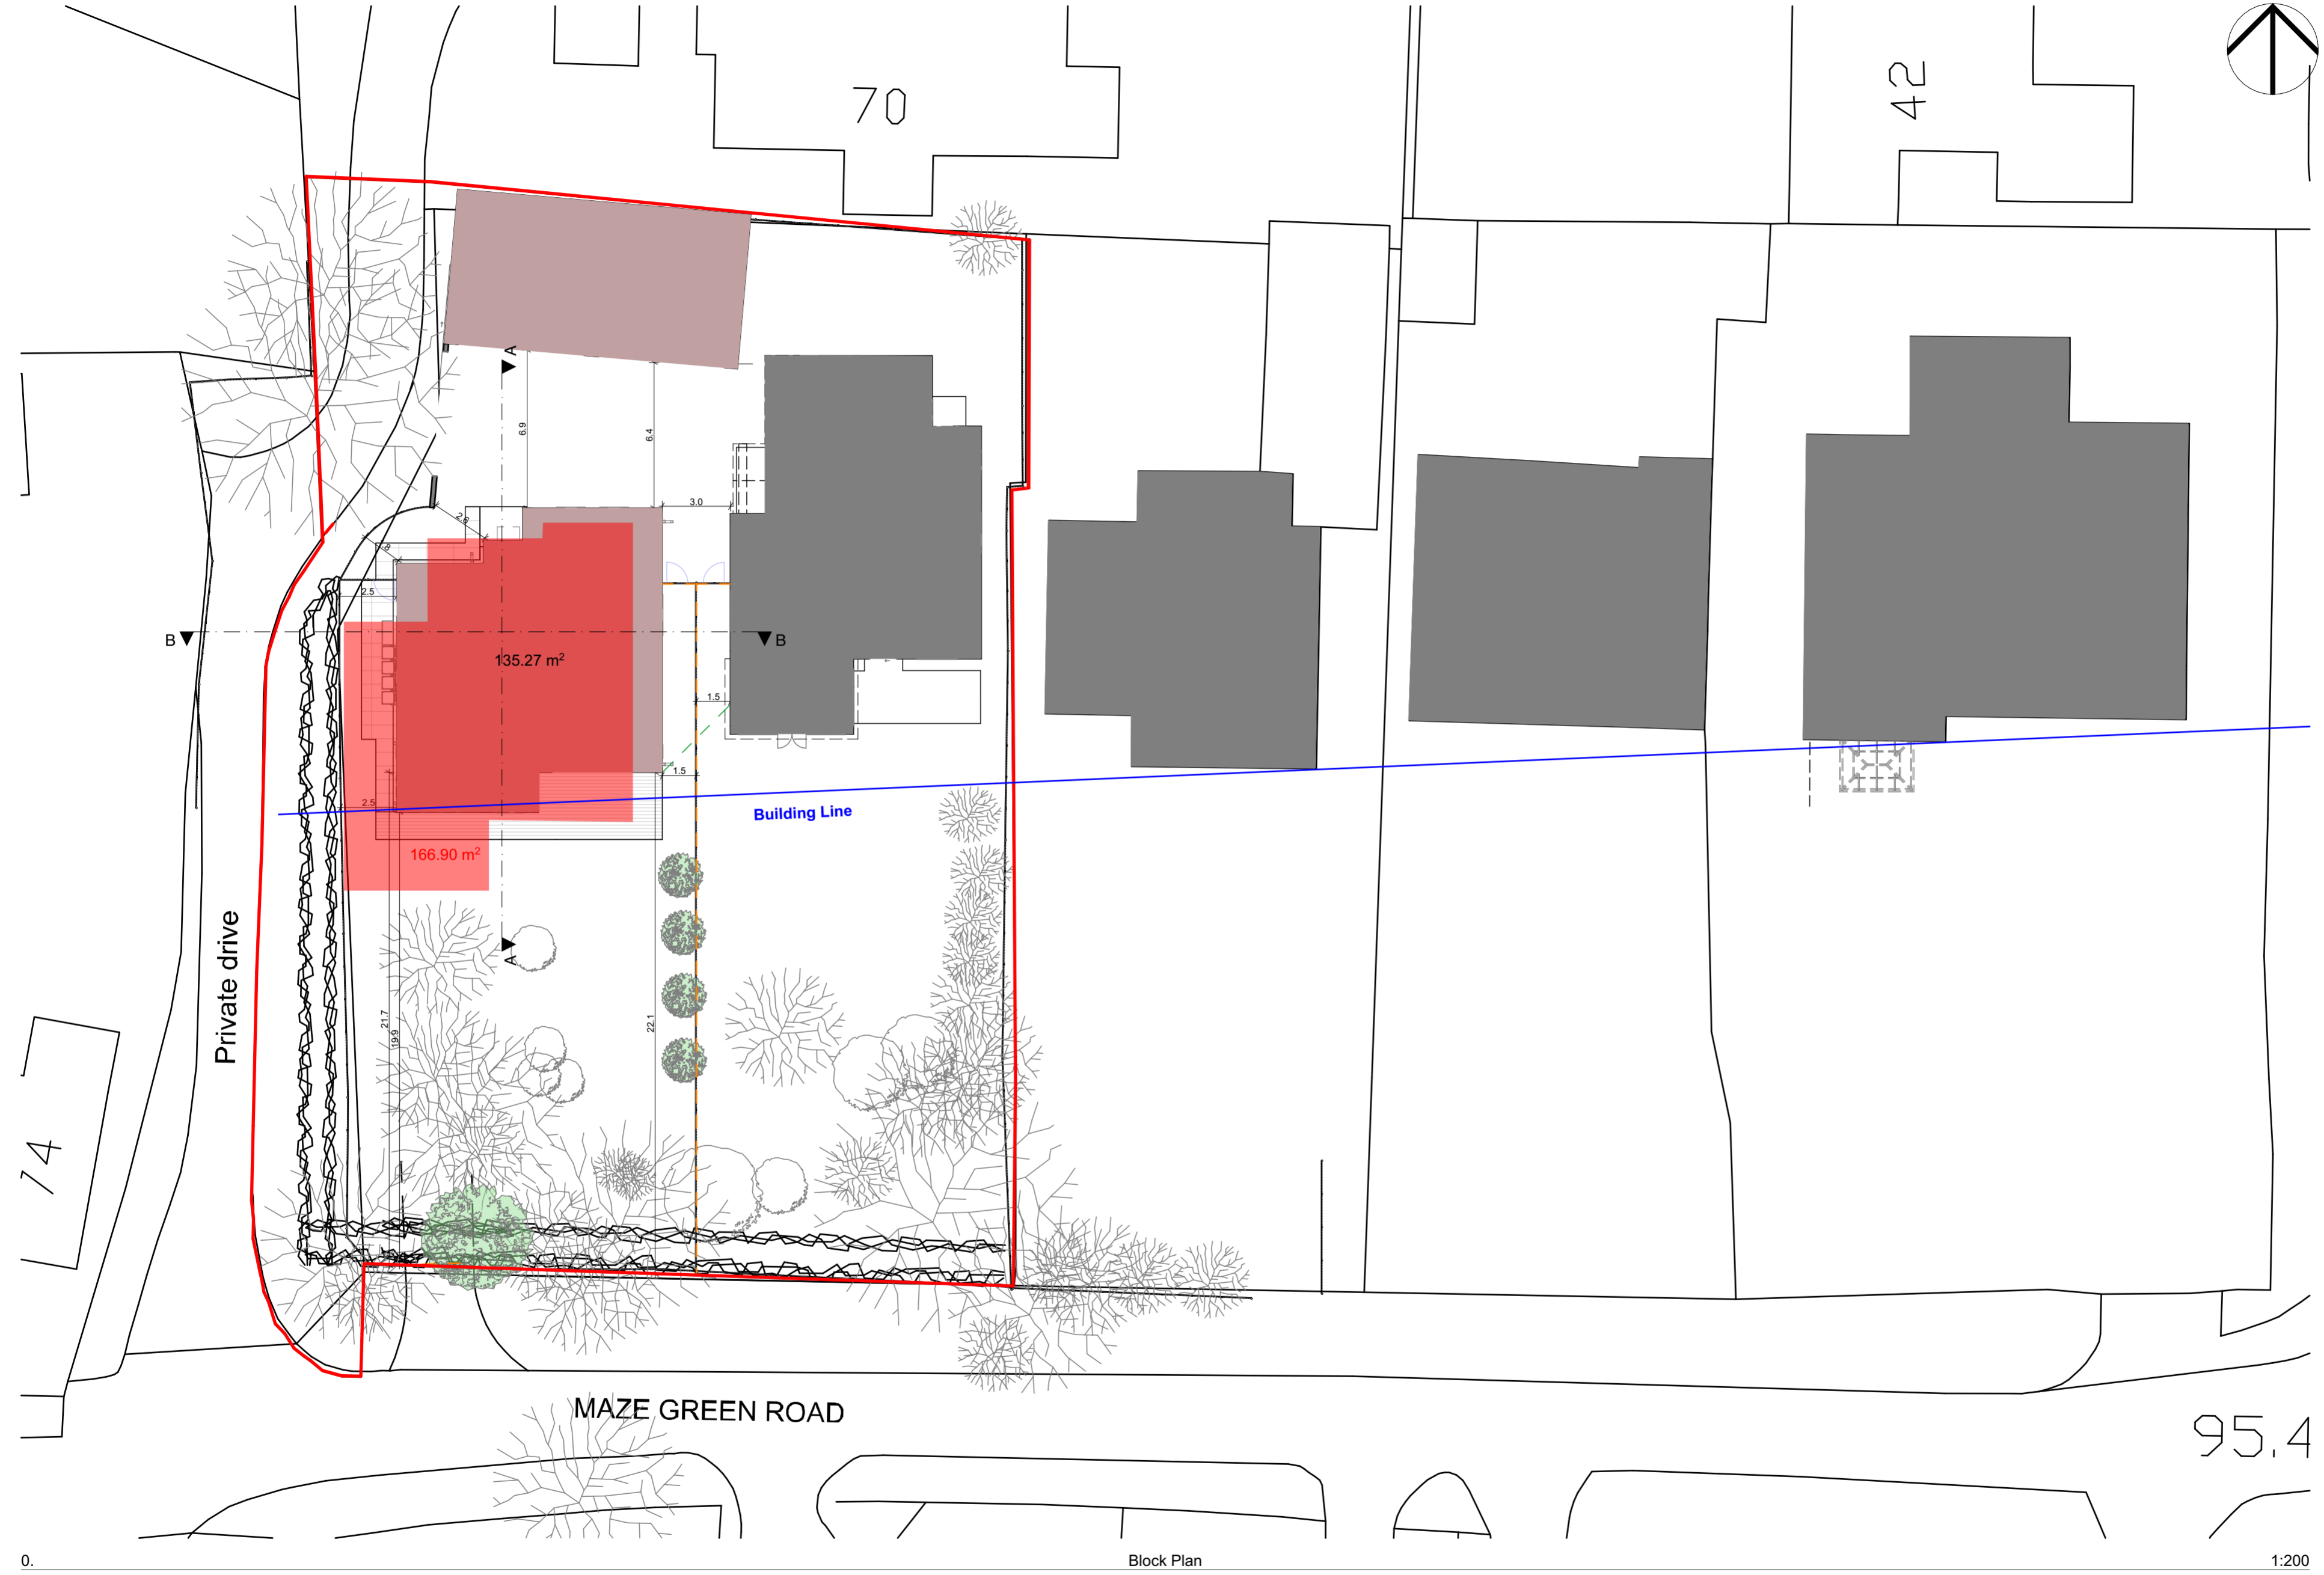 70
42
A
6.9
6.4
3.0
2.6
2.5
B
B
135.27 m²
1.5
1.5
2.5
Building Line
166.90 m²
A
Private drive
21.7
19.9
22.1
74
MAZE GREEN ROAD
95.4
0.
Block Plan
1:200